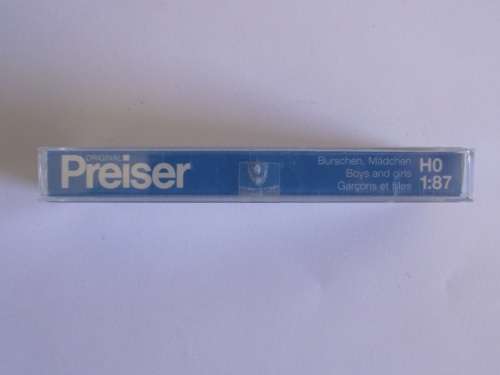 ORIGINAL
Preiser
Burschen, Mädchen
Boys and girls
Garçons et filles
H0
1:87